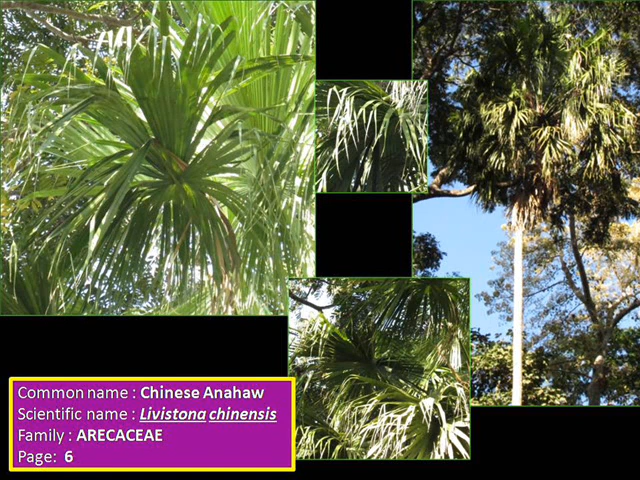 Common name : Chinese Anahaw
Scientific name : Livistona chinensis
Family : ARECACEAE
Page: 6